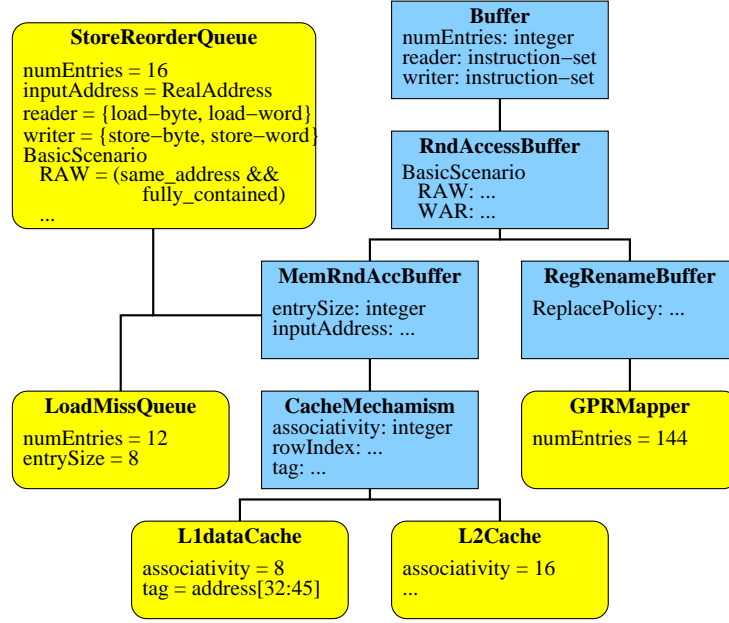 StoreReorderQueue
numEntries = 16
inputAddress = RealAddress
reader = {load−byte, load−word}
writer = {store−byte, store−word}
BasicScenario
RAW = (same_address &&
fully_contained)
...
Buffer
numEntries: integer
reader: instruction−set
writer: instruction−set
RndAccessBuffer
BasicScenario
RAW: ...
WAR: ...
MemRndAccBuffer
entrySize: integer
inputAddress: ...
RegRenameBuffer
ReplacePolicy: ...
LoadMissQueue
numEntries = 12
entrySize = 8
CacheMechamism
associativity: integer
rowIndex: ...
tag: ...
GPRMapper
numEntries = 144
L1dataCache
associativity = 8
tag = address[32:45]
L2Cache
associativity = 16
...